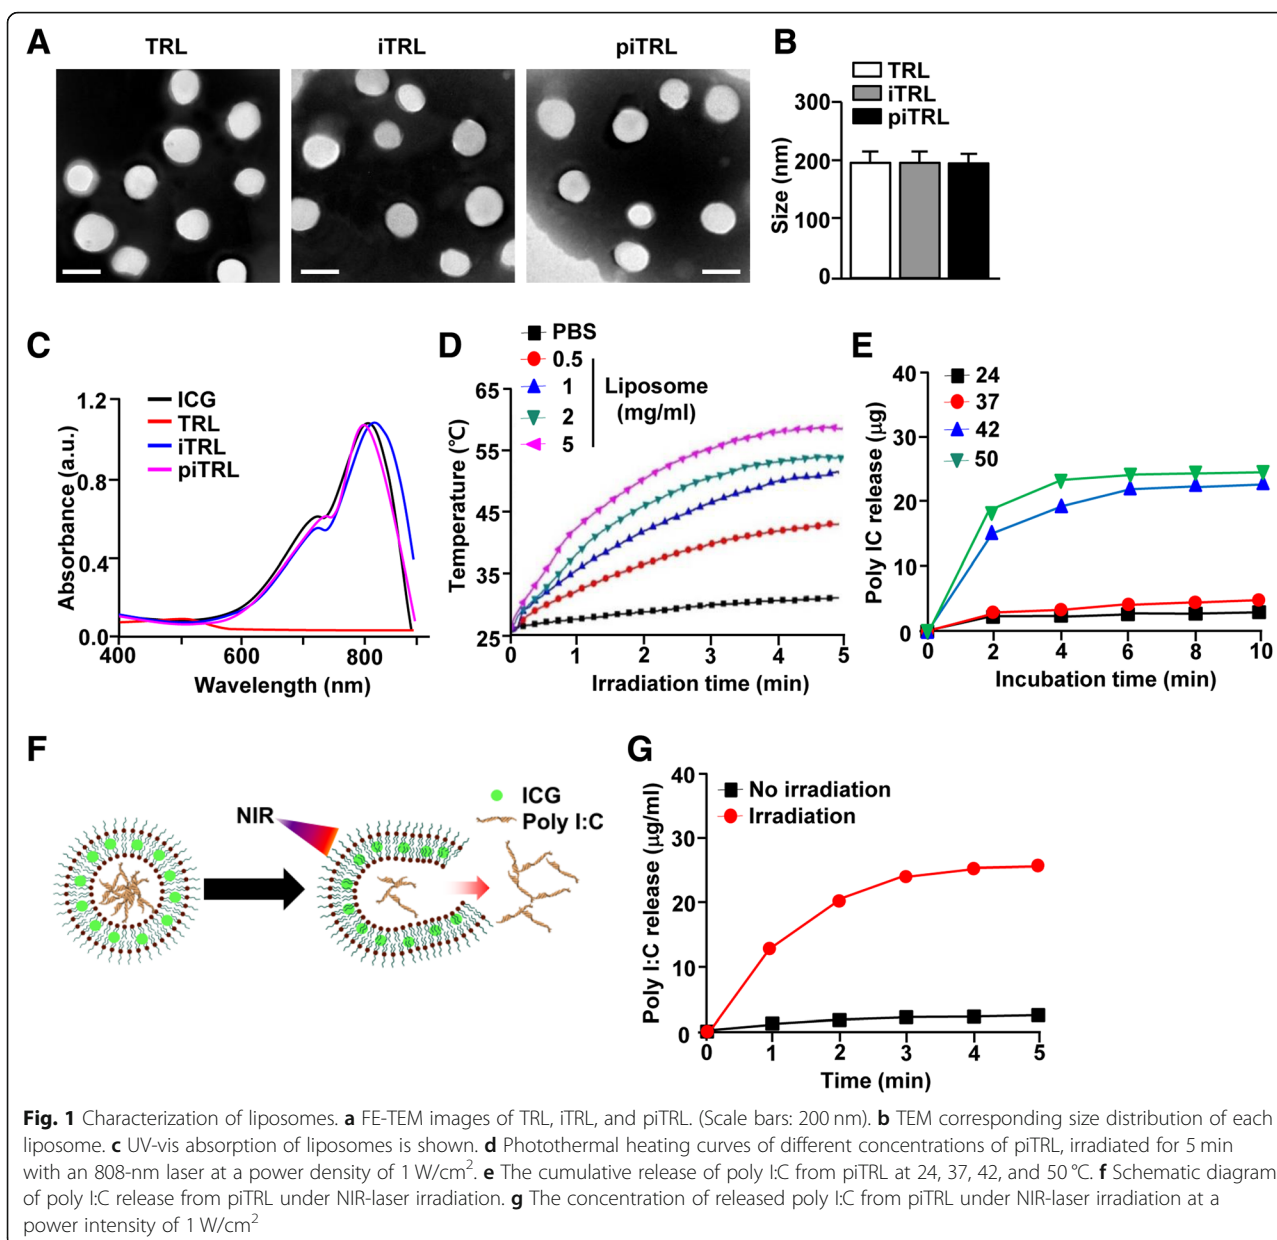 A
TRL
iTRL
piTRL
B
TRL
iTRL
piTRL
300
200
100
0
Size (nm)
C
ICG
TRL
iTRL
piTRL
1.2
0.8
0.4
0.0
Absorbance (a.u.)
400
600
800
Wavelength (nm)
D
PBS
0.5
1
2
5
Liposome
(mg/ml)
65
55
45
35
25
Temperature (℃)
0
1
2
3
4
5
Irradiation time (min)
E
24
37
42
50
40
30
20
10
0
Poly IC release (µg)
0
2
4
6
8
10
Incubation time (min)
F
NIR
ICG
Poly I:C
G
No irradiation
Irradiation
40
30
20
10
0
Poly I:C release (µg/ml)
0
1
2
3
4
5
Time (min)
Fig. 1 Characterization of liposomes. a FE-TEM images of TRL, iTRL, and piTRL. (Scale bars: 200 nm). b TEM corresponding size distribution of each
liposome. c UV-vis absorption of liposomes is shown. d Photothermal heating curves of different concentrations of piTRL, irradiated for 5 min
with an 808-nm laser at a power density of 1 W/cm². e The cumulative release of poly I:C from piTRL at 24, 37, 42, and 50 °C. f Schematic diagram
of poly I:C release from piTRL under NIR-laser irradiation. g The concentration of released poly I:C from piTRL under NIR-laser irradiation at a
power intensity of 1 W/cm²